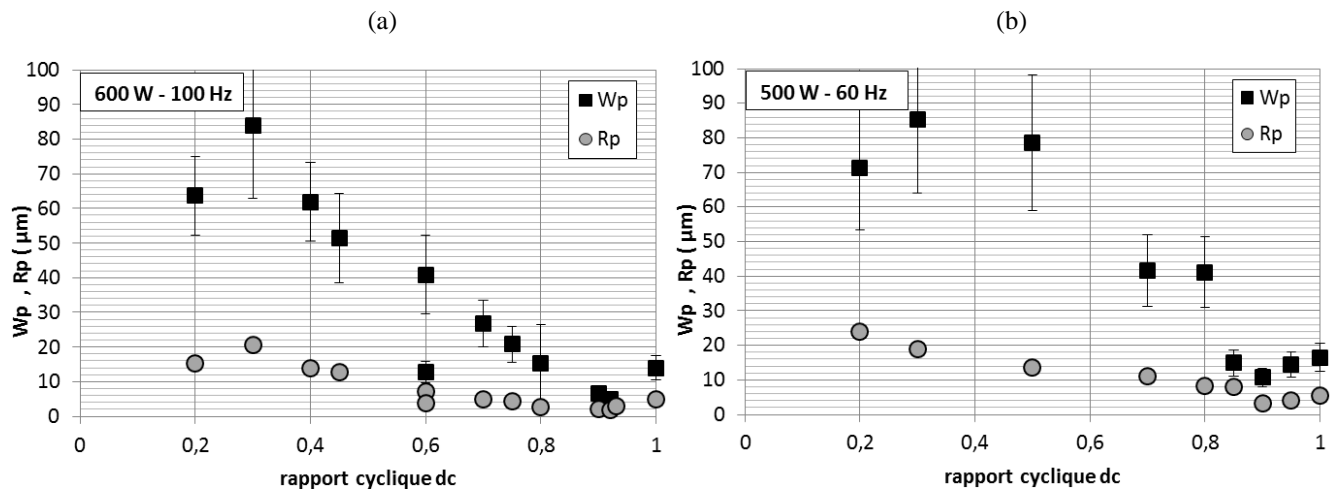 (a)
(b)
600 W - 100 Hz
Wp
Rp
100
90
80
70
60
50
40
30
20
10
0
Wp , Rp ( µm)
0
0,2
0,4
0,6
0,8
1
rapport cyclique dc
500 W - 60 Hz
Wp
Rp
100
90
80
70
60
50
40
30
20
10
0
Wp , Rp ( µm)
0
0,2
0,4
0,6
0,8
1
rapport cyclique dc